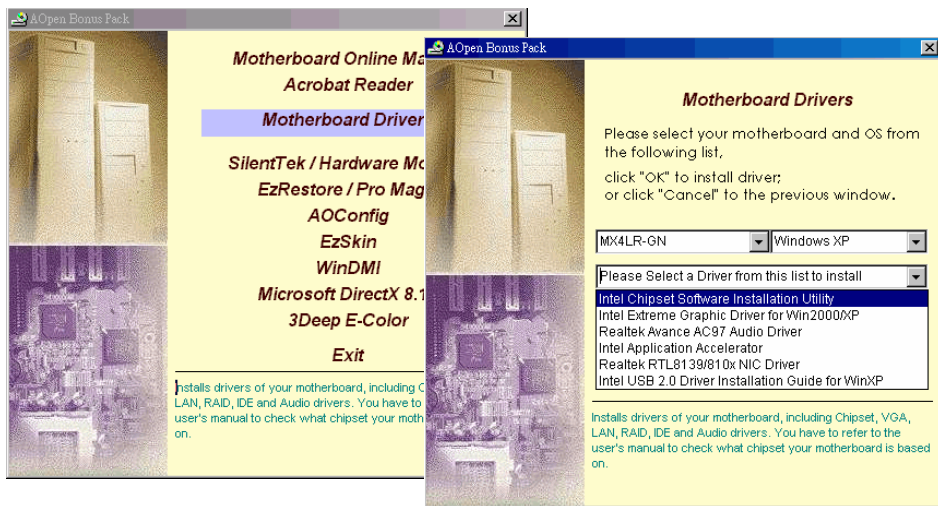 AOpen Bonus Pack
Motherboard Online Ma
Acrobat Reader
Motherboard Driver
SilentTek / Hardware Mo
EzRestore / Pro Mag
AOConfig
EzSkin
WinDMI
Microsoft DirectX 8.1
3Deep E-Color
Exit
Installs drivers of your motherboard, including C
LAN, RAID, IDE and Audio drivers. You have to
user's manual to check what chipset your moth
on.
AOpen Bonus Pack
Motherboard Drivers
Please select your motherboard and OS from
the following list,
click "OK" to install driver;
or click "Cancel" to the previous window.
MX4LR-GN Windows XP
Please Select a Driver from this list to install
Intel Chipset Software Installation Utility
Intel Extreme Graphic Driver for Win2000/XP
Realtek Avance AC97 Audio Driver
Intel Application Accelerator
Realtek RTL8139/810x NIC Driver
Intel USB 2.0 Driver Installation Guide for WinXP
Installs drivers of your motherboard, including Chipset, VGA,
LAN, RAID, IDE and Audio drivers. You have to refer to the
user's manual to check what chipset your motherboard is based
on.